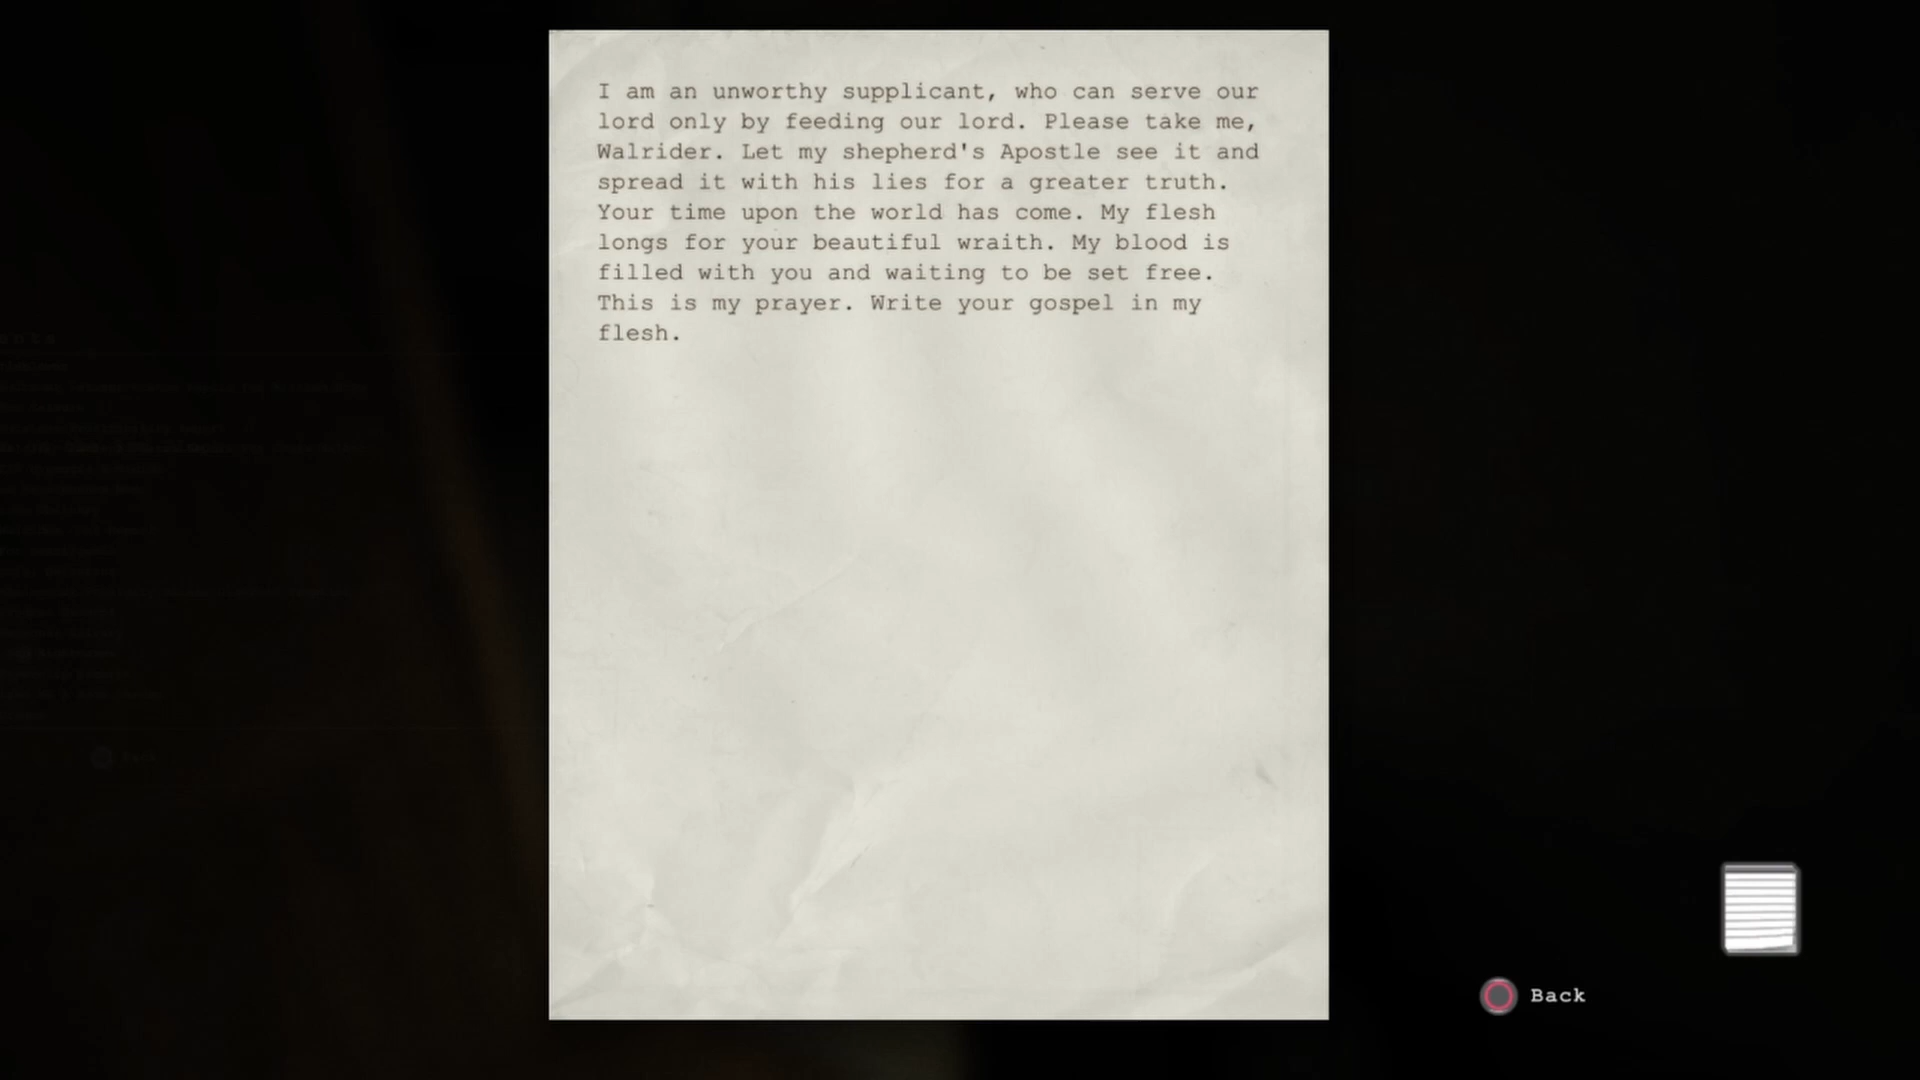 I am an unworthy supplicant, who can serve our
lord only by feeding our lord. Please take me,
Walrider. Let my shepherd's Apostle see it and
spread it with his lies for a greater truth.
Your time upon the world has come. My flesh
longs for your beautiful wraith. My blood is
filled with you and waiting to be set free.
This is my prayer. Write your gospel in my
flesh.
Back